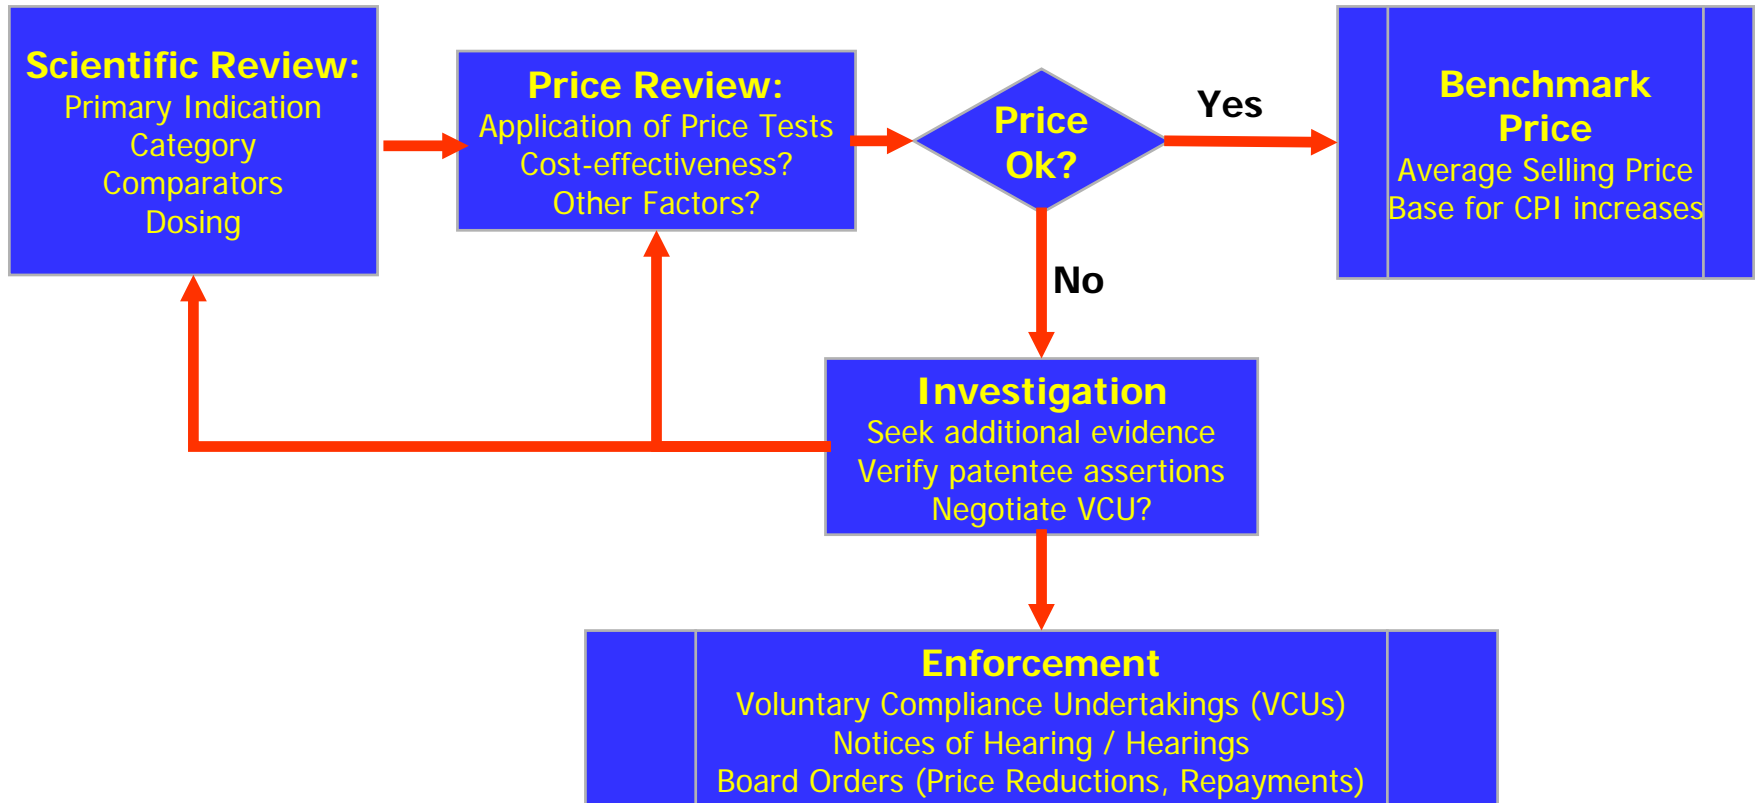 Scientific Review:
Primary Indication
Category
Comparators
Dosing
Price Review:
Application of Price Tests
Cost-effectiveness?
Other Factors?
Price
Ok?
Yes
Benchmark
Price
Average Selling Price
Base for CPI increases
No
Investigation
Seek additional evidence
Verify patentee assertions
Negotiate VCU?
Enforcement
Voluntary Compliance Undertakings (VCUs)
Notices of Hearing / Hearings
Board Orders (Price Reductions, Repayments)